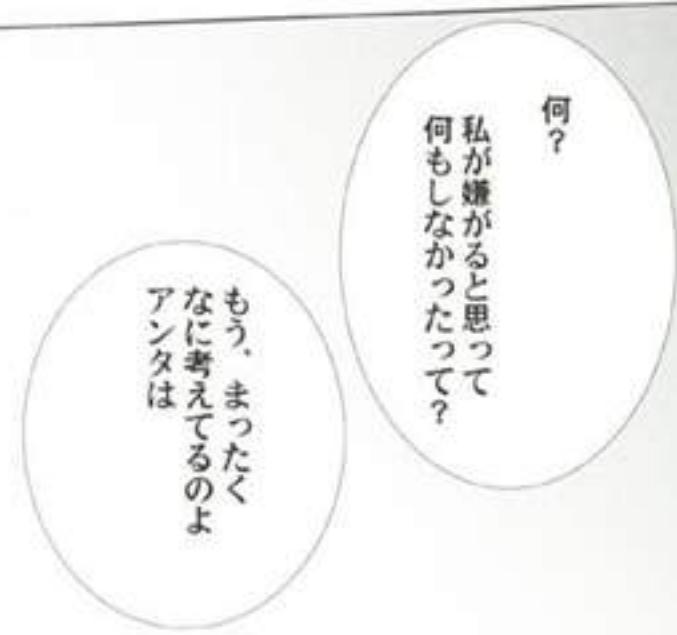 何?
私が嫌がると思って
何もしなかったって?
もう、まったく
なに考えてるのよ
アンタは